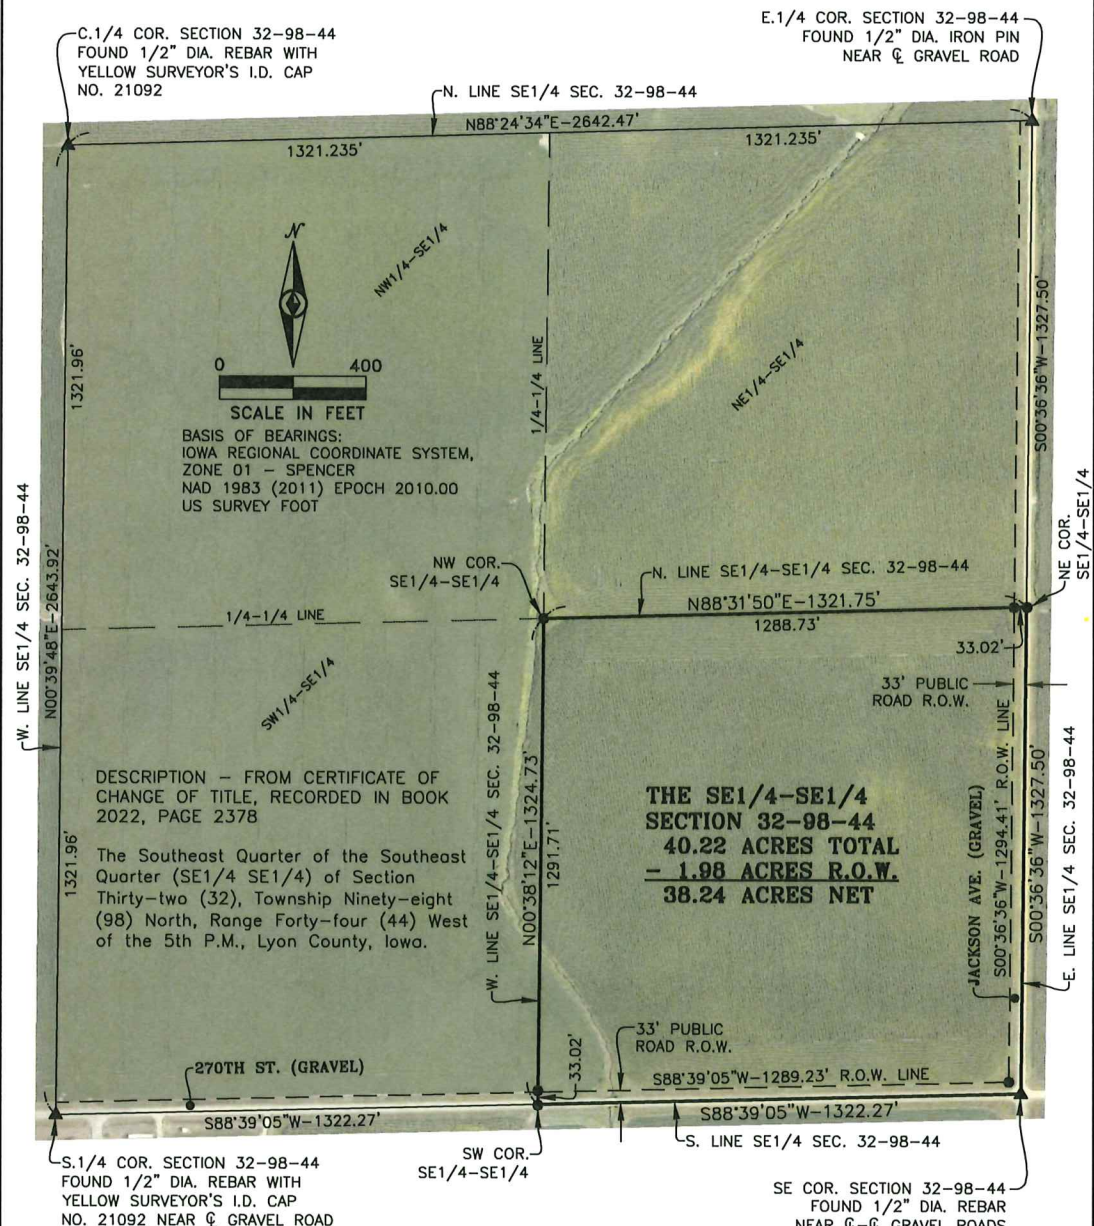 C.1/4 COR. SECTION 32-98-44
FOUND 1/2" DIA. REBAR WITH
YELLOW SURVEYOR'S I.D. CAP
NO. 21092
E.1/4 COR. SECTION 32-98-44
FOUND 1/2" DIA. IRON PIN
NEAR ℄ GRAVEL ROAD
N. LINE SE1/4 SEC. 32-98-44
N88°24'34"E-2642.47'
1321.235'
1321.235'
N
NW1/4-SE1/4
0 400
SCALE IN FEET
BASIS OF BEARINGS:
IOWA REGIONAL COORDINATE SYSTEM,
ZONE 01 - SPENCER
NAD 1983 (2011) EPOCH 2010.00
US SURVEY FOOT
1321.96'
1/4-1/4 LINE
NE1/4-SE1/4
S00°36'36"W-1327.50'
W. LINE SE1/4 SEC. 32-98-44
N00°39'48"E-2643.92'
NW COR.
SE1/4-SE1/4
N. LINE SE1/4-SE1/4 SEC. 32-98-44
N88°31'50"E-1321.75'
1288.73'
NE COR.
SE1/4-SE1/4
1/4-1/4 LINE
33.02'
33' PUBLIC
ROAD R.O.W.
SW1/4-SE1/4
DESCRIPTION - FROM CERTIFICATE OF
CHANGE OF TITLE, RECORDED IN BOOK
2022, PAGE 2378
The Southeast Quarter of the Southeast
Quarter (SE1/4 SE1/4) of Section
Thirty-two (32), Township Ninety-eight
(98) North, Range Forty-four (44) West
of the 5th P.M., Lyon County, Iowa.
1321.96'
W. LINE SE1/4-SE1/4 SEC. 32-98-44
N00°38'12"E-1324.73'
1291.71'
THE SE1/4-SE1/4
SECTION 32-98-44
40.22 ACRES TOTAL
- 1.98 ACRES R.O.W.
38.24 ACRES NET
JACKSON AVE. (GRAVEL)
S00°36'36"W-1294.41' R.O.W. LINE
S00°36'36"W-1327.50'
E. LINE SE1/4 SEC. 32-98-44
270TH ST. (GRAVEL)
33.02'
33' PUBLIC
ROAD R.O.W.
S88°39'05"W-1289.23' R.O.W. LINE
S88°39'05"W-1322.27'
S88°39'05"W-1322.27'
S. LINE SE1/4 SEC. 32-98-44
S.1/4 COR. SECTION 32-98-44
FOUND 1/2" DIA. REBAR WITH
YELLOW SURVEYOR'S I.D. CAP
NO. 21092 NEAR ℄ GRAVEL ROAD
SW COR.
SE1/4-SE1/4
SE COR. SECTION 32-98-44
FOUND 1/2" DIA. REBAR
NEAR ℄-℄ GRAVEL ROADS